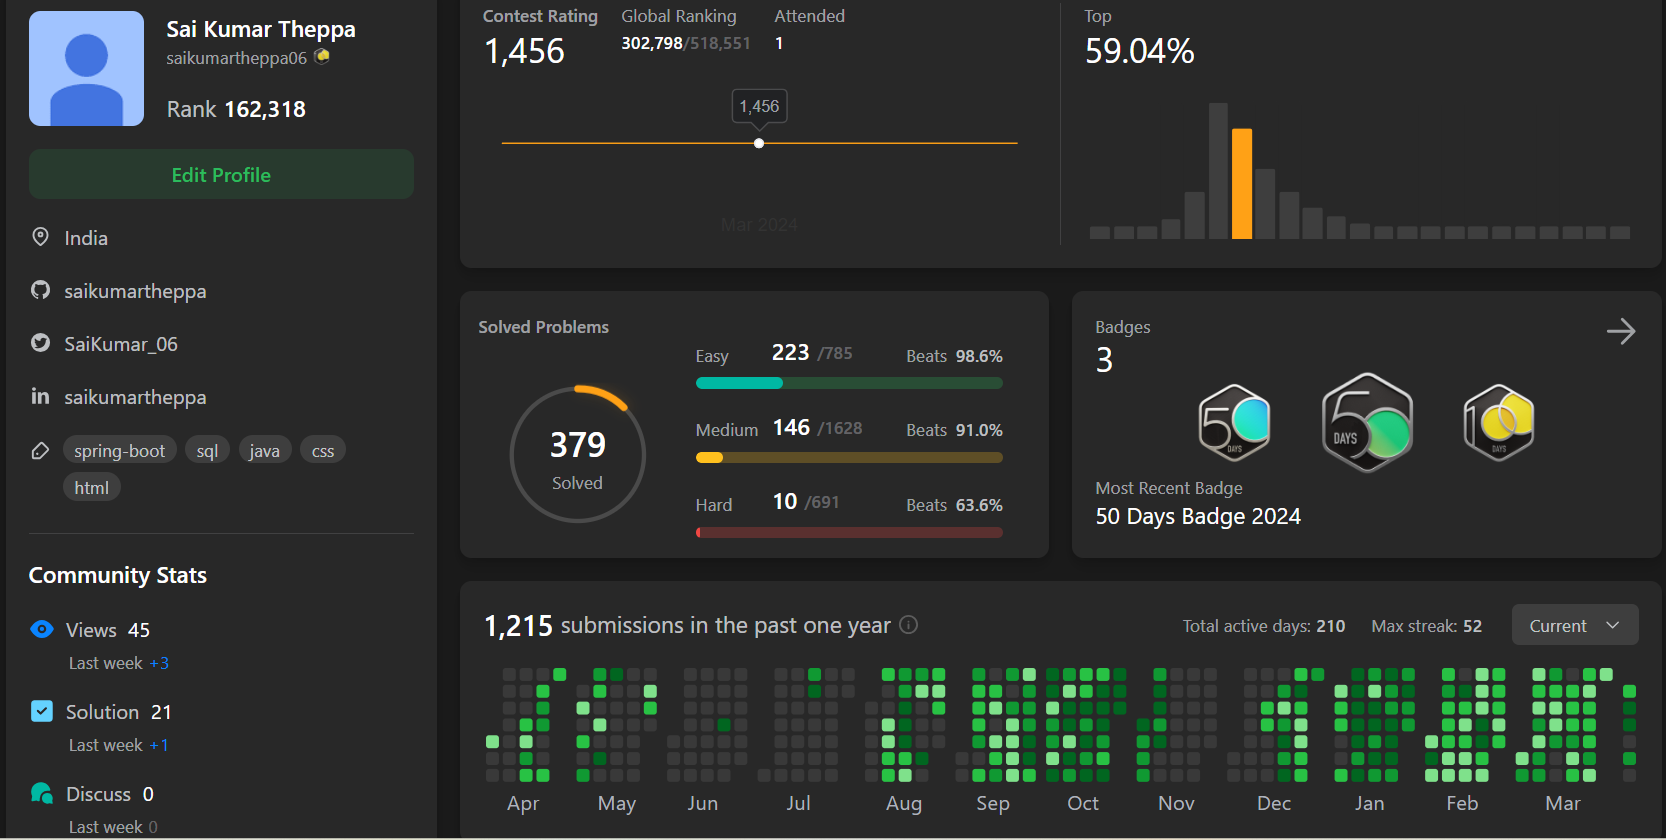 Sai Kumar Theppa
saikumartheppa06
Rank 162,318
Edit Profile
India
saikumartheppa
SaiKumar_06
saikumartheppa
spring-boot sql java css
html
Community Stats
Views 45
Last week +3
Solution 21
Last week +1
Discuss 0
Last week 0
Contest Rating Global Ranking Attended
1,456 302,798/518,551 1
1,456
Mar 2024
Top
59.04%
Solved Problems
379
Solved
Easy 223 /785 Beats 98.6%
Medium 146 /1628 Beats 91.0%
Hard 10 /691 Beats 63.6%
Badges
3
50 DAYS
50 DAYS
100 DAYS
Most Recent Badge
50 Days Badge 2024
1,215 submissions in the past one year
Total active days: 210 Max streak: 52 Current
Apr May Jun Jul Aug Sep Oct Nov Dec Jan Feb Mar